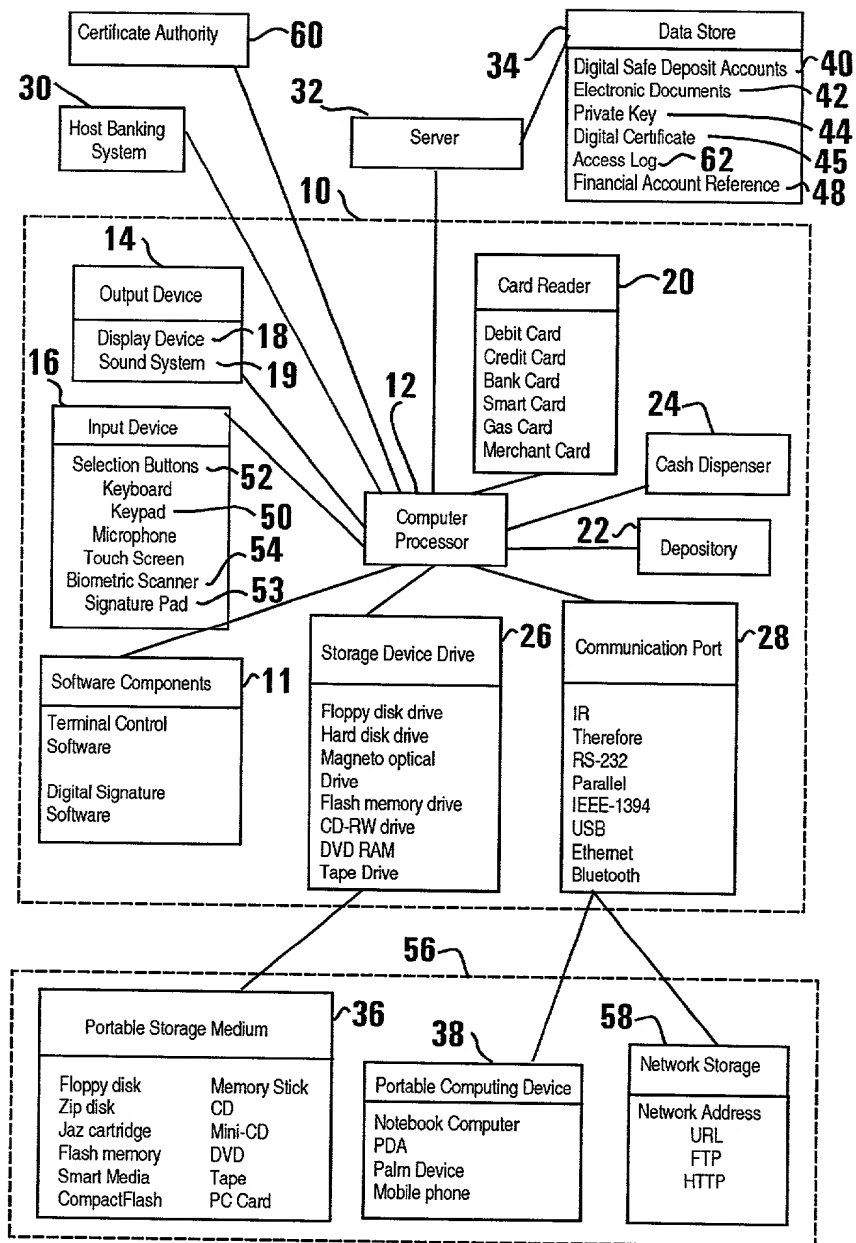 Certificate Authority
60
34
Data Store
Digital Safe Deposit Accounts
40
Electronic Documents
42
Private Key
44
Digital Certificate
45
Access Log
62
Financial Account Reference
48
30
Host Banking
System
32
Server
10
14
Output Device
Display Device
18
Sound System
19
Card Reader
20
Debit Card
Credit Card
Bank Card
Smart Card
Gas Card
Merchant Card
16
Input Device
Selection Buttons
52
Keyboard
Keypad
50
Microphone
Touch Screen
54
Biometric Scanner
Signature Pad
53
12
Computer
Processor
24
Cash Dispenser
22
Depository
Software Components
11
Terminal Control
Software
Digital Signature
Software
Storage Device Drive
26
Floppy disk drive
Hard disk drive
Magneto optical
Drive
Flash memory drive
CD-RW drive
DVD RAM
Tape Drive
Communication Port
28
IR
Therefore
RS-232
Parallel
IEEE-1394
USB
Ethernet
Bluetooth
56
Portable Storage Medium
36
Floppy disk Memory Stick
Zip disk CD
Jaz cartridge Mini-CD
Flash memory DVD
Smart Media Tape
CompactFlash PC Card
38
Portable Computing Device
Notebook Computer
PDA
Palm Device
Mobile phone
58
Network Storage
Network Address
URL
FTP
HTTP